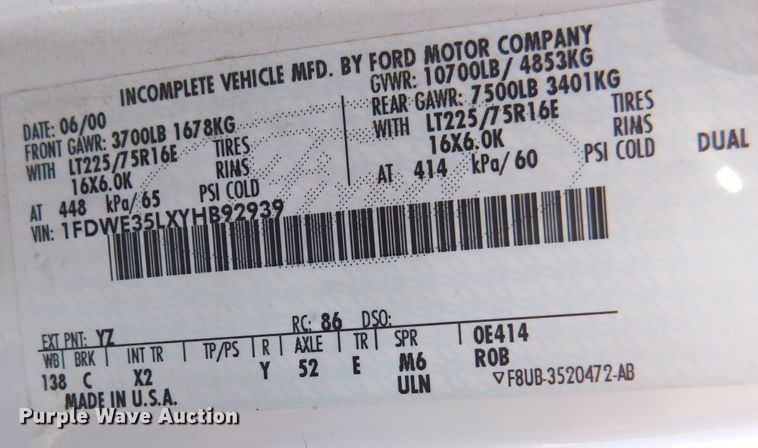 INCOMPLETE VEHICLE MFD. BY FORD MOTOR COMPANY
DATE: 06/00 GVWR: 10700LB/ 4853KG
FRONT GAWR: 3700LB 1678KG REAR GAWR: 7500LB 3401KG
WITH LT225/75R16E TIRES WITH LT225/75R16E TIRES
16X6.0K RIMS 16X6.0K RIMS DUAL
AT 448 kPa/65 PSI COLD AT 414 kPa/60 PSI COLD
VIN: 1FDWE35LXYHB92939
EXT PNT: YZ RC: 86 DSO:
WB BRK INT TR TP/PS R AXLE TR SPR 0E414
138 C X2 Y 52 E M6 ROB
MADE IN U.S.A. ULN F8UB-3520472-AB
Purple Wave Auction